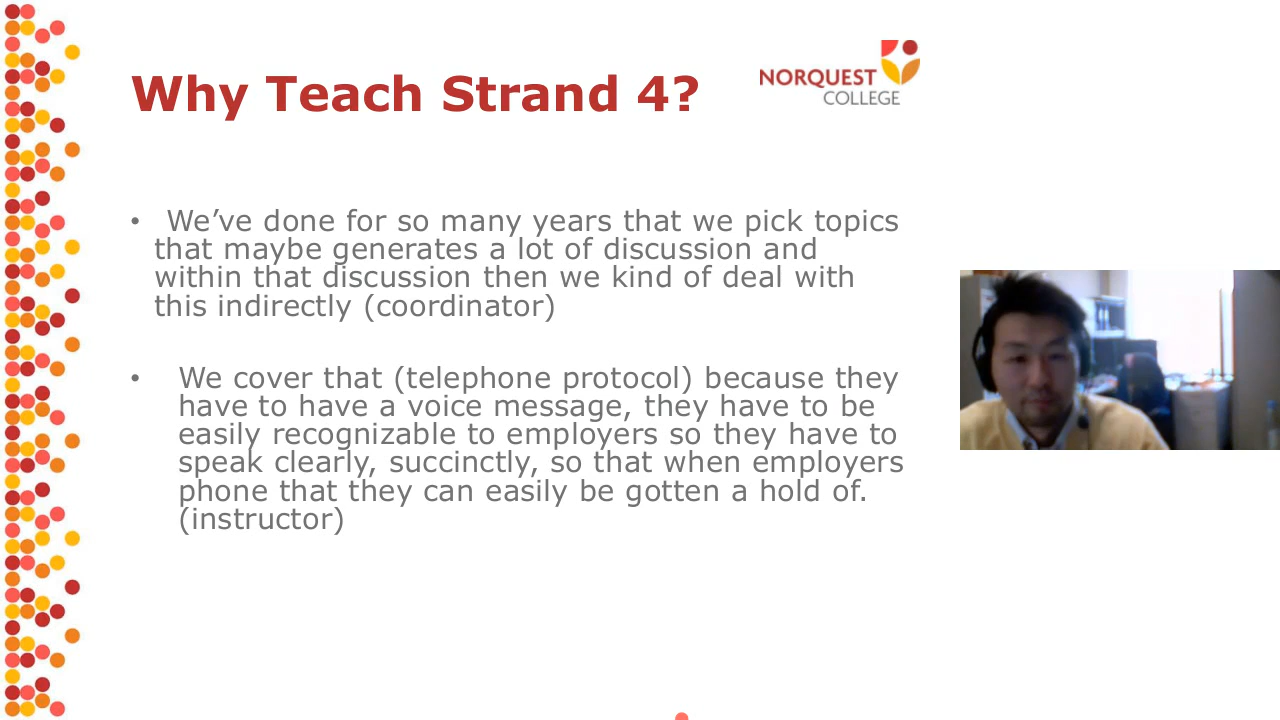 Why Teach Strand 4?
NORQUEST
COLLEGE
• We’ve done for so many years that we pick topics
that maybe generates a lot of discussion and
within that discussion then we kind of deal with
this indirectly (coordinator)
• We cover that (telephone protocol) because they
have to have a voice message, they have to be
easily recognizable to employers so they have to
speak clearly, succinctly, so that when employers
phone that they can easily be gotten a hold of.
(instructor)